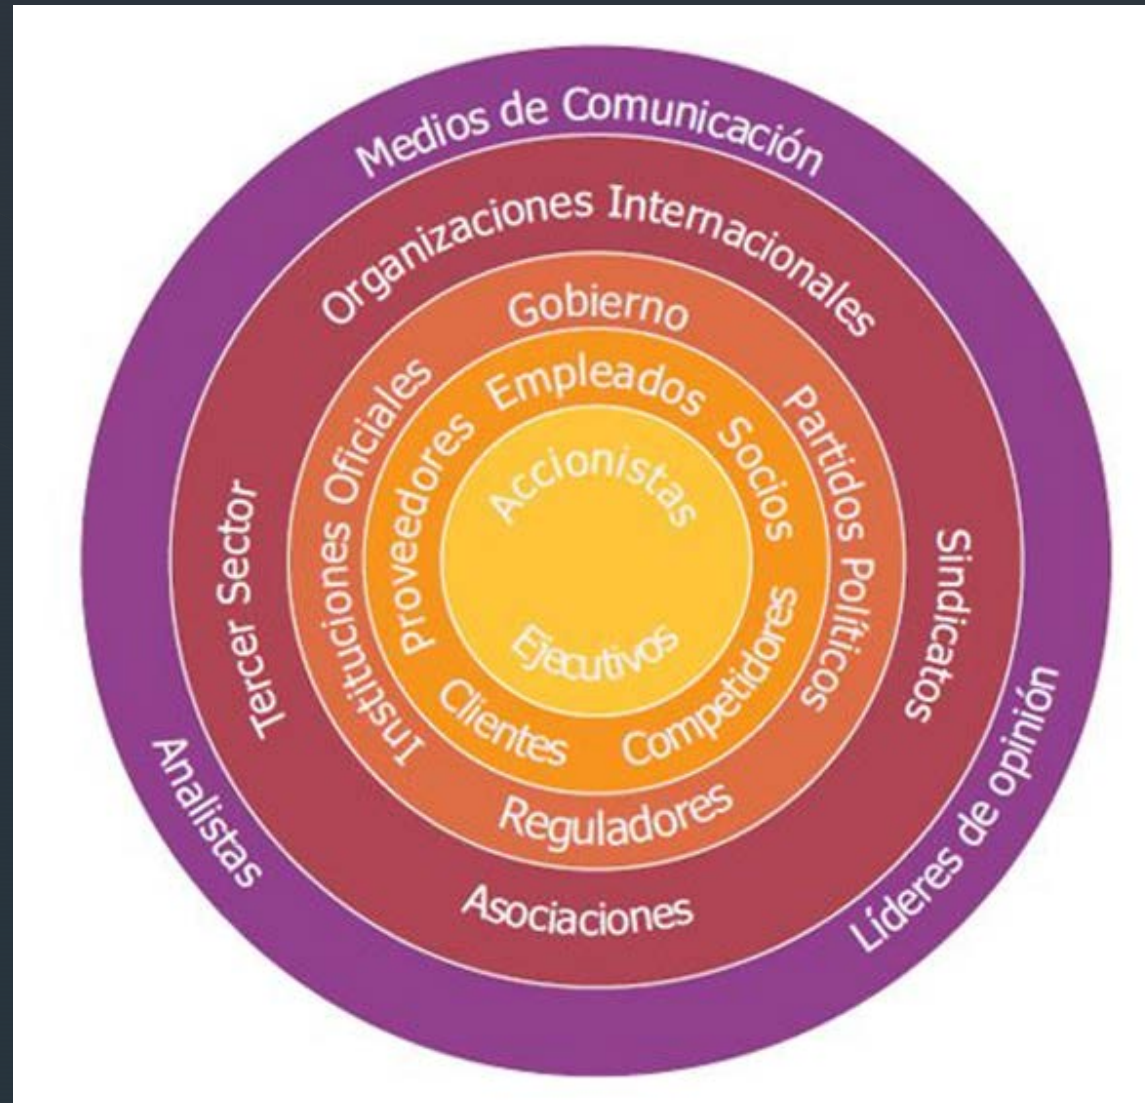 Medios de Comunicación
Organizaciones Internacionales
Gobierno
Empleados
Accionistas
Ejecutivos
Socios
Competidores
Clientes
Proveedores
Partidos Políticos
Reguladores
Instituciones Oficiales
Sindicatos
Asociaciones
Tercer Sector
Líderes de opinión
Analistas